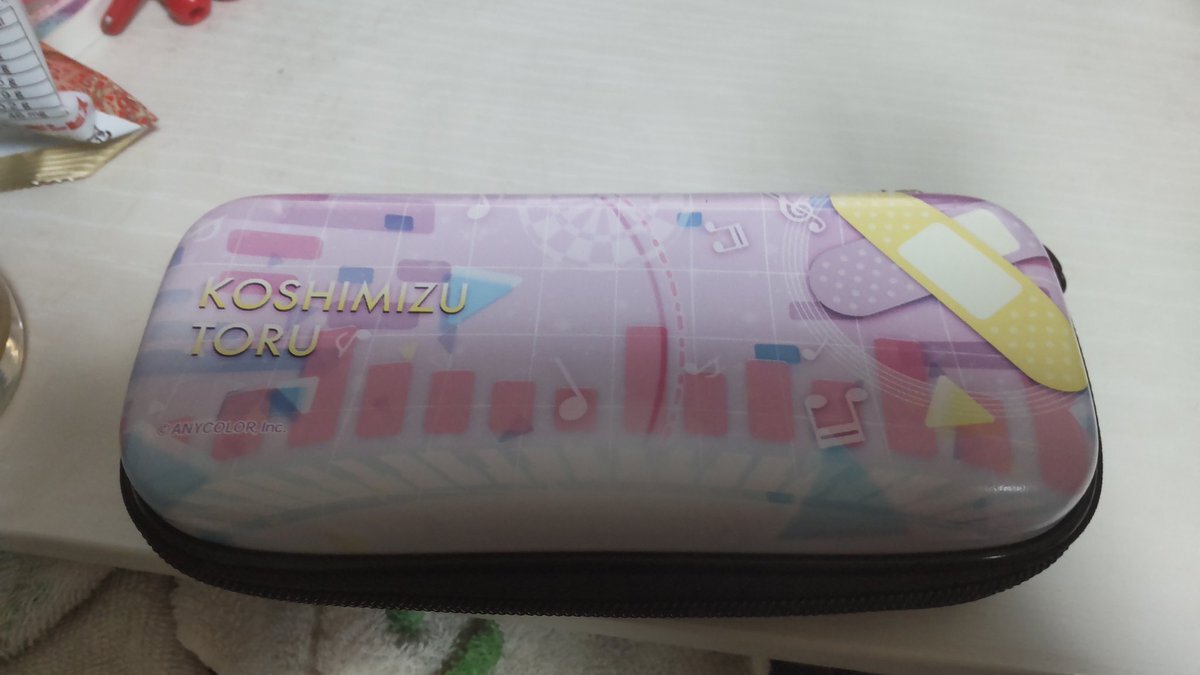 KOSHIMIZU
TORU
©ANYCOLOR, Inc.